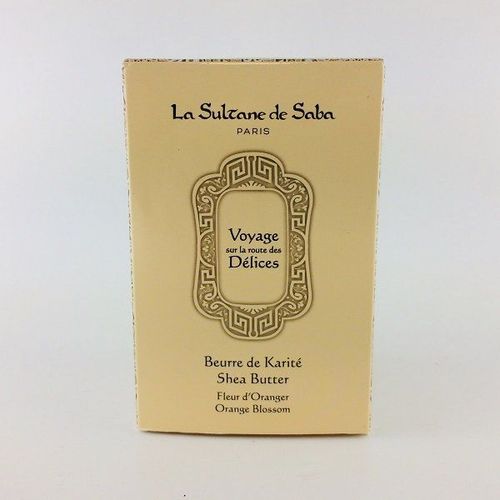 La Sultane de Saba
PARIS
Voyage
sur la route des
Délices
Beurre de Karité
Shea Butter
Fleur d'Oranger
Orange Blossom